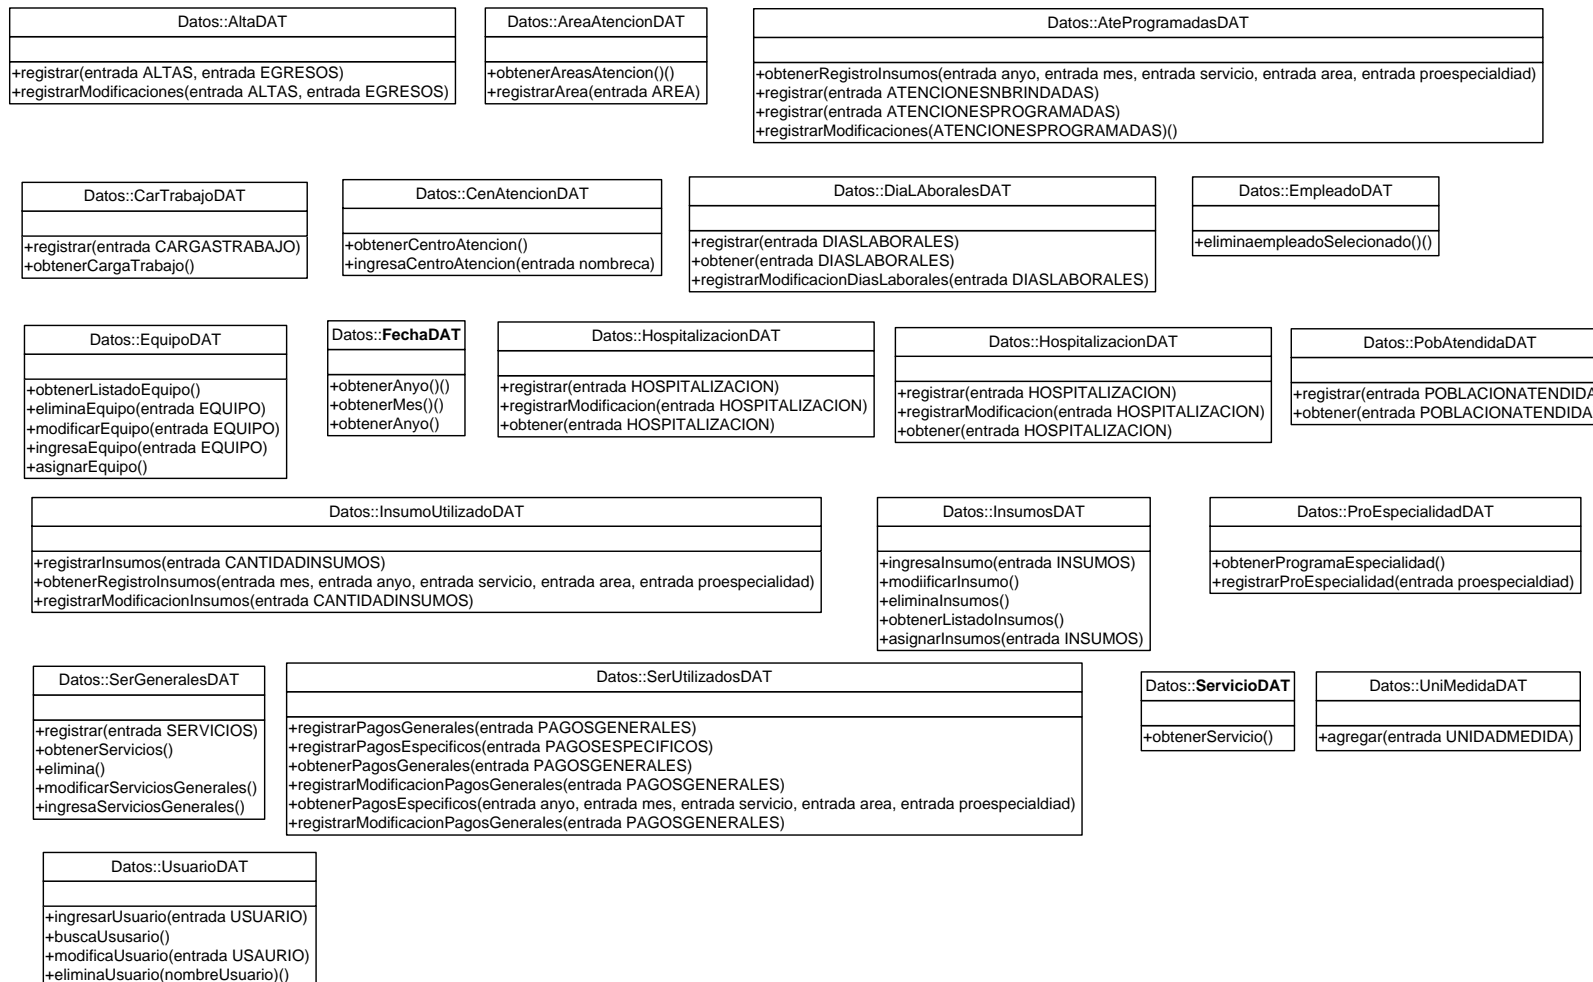 Datos::AltaDAT
+registrar(entrada ALTAS, entrada EGRESOS)
+registrarModificaciones(entrada ALTAS, entrada EGRESOS)
Datos::AreaAtencionDAT
+obtenerAreasAtencion()()
+registrarArea(entrada AREA)
Datos::AteProgramadasDAT
+obtenerRegistroInsumos(entrada anyo, entrada mes, entrada servicio, entrada area, entrada proespecialdiad)
+registrar(entrada ATENCIONESNBRINDADAS)
+registrar(entrada ATENCIONESPROGRAMADAS)
+registrarModificaciones(ATENCIONESPROGRAMADAS)()
Datos::CarTrabajoDAT
+registrar(entrada CARGASTRABAJO)
+obtenerCargaTrabajo()
Datos::CenAtencionDAT
+obtenerCentroAtencion()
+ingresaCentroAtencion(entrada nombreca)
Datos::DiaLAboralesDAT
+registrar(entrada DIASLABORALES)
+obtener(entrada DIASLABORALES)
+registrarModificacionDiasLaborales(entrada DIASLABORALES)
Datos::EmpleadoDAT
+eliminaempleadoSelecionado()()
Datos::EquipoDAT
+obtenerListadoEquipo()
+eliminaEquipo(entrada EQUIPO)
+modificarEquipo(entrada EQUIPO)
+ingresaEquipo(entrada EQUIPO)
+asignarEquipo()
Datos::FechaDAT
+obtenerAnyo()()
+obtenerMes()()
+obtenerAnyo()
Datos::HospitalizacionDAT
+registrar(entrada HOSPITALIZACION)
+registrarModificacion(entrada HOSPITALIZACION)
+obtener(entrada HOSPITALIZACION)
Datos::HospitalizacionDAT
+registrar(entrada HOSPITALIZACION)
+registrarModificacion(entrada HOSPITALIZACION)
+obtener(entrada HOSPITALIZACION)
Datos::PobAtendidaDAT
+registrar(entrada POBLACIONATENDIDA
+obtener(entrada POBLACIONATENDIDA
Datos::InsumoUtilizadoDAT
+registrarInsumos(entrada CANTIDADINSUMOS)
+obtenerRegistroInsumos(entrada mes, entrada anyo, entrada servicio, entrada area, entrada proespecialidad)
+registrarModificacionInsumos(entrada CANTIDADINSUMOS)
Datos::InsumosDAT
+ingresaInsumo(entrada INSUMOS)
+modiificarInsumo()
+eliminaInsumos()
+obtenerListadoInsumos()
+asignarInsumos(entrada INSUMOS)
Datos::ProEspecialidadDAT
+obtenerProgramaEspecialidad()
+registrarProEspecialidad(entrada proespecialdiad)
Datos::SerGeneralesDAT
+registrar(entrada SERVICIOS)
+obtenerServicios()
+elimina()
+modificarServiciosGenerales()
+ingresaServiciosGenerales()
Datos::SerUtilizadosDAT
+registrarPagosGenerales(entrada PAGOSGENERALES)
+registrarPagosEspecificos(entrada PAGOSESPECIFICOS)
+obtenerPagosGenerales(entrada PAGOSGENERALES)
+registrarModificacionPagosGenerales(entrada PAGOSGENERALES)
+obtenerPagosEspecificos(entrada anyo, entrada mes, entrada servicio, entrada area, entrada proespecialdiad)
+registrarModificacionPagosGenerales(entrada PAGOSGENERALES)
Datos::ServicioDAT
+obtenerServicio()
Datos::UniMedidaDAT
+agregar(entrada UNIDADMEDIDA)
Datos::UsuarioDAT
+ingresarUsuario(entrada USUARIO)
+buscaUsusario()
+modificaUsuario(entrada USAURIO)
+eliminaUsuario(nombreUsuario)()